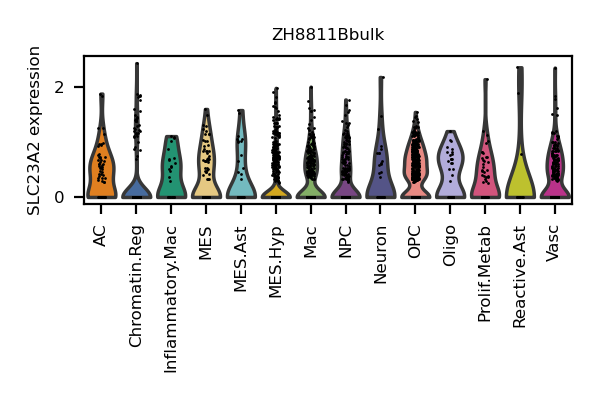 ZH8811Bbulk
SLC23A2 expression
2
0
AC
Chromatin.Reg
Inflammatory.Mac
MES
MES.Ast
MES.Hyp
Mac
NPC
Neuron
OPC
Oligo
Prolif.Metab
Reactive.Ast
Vasc